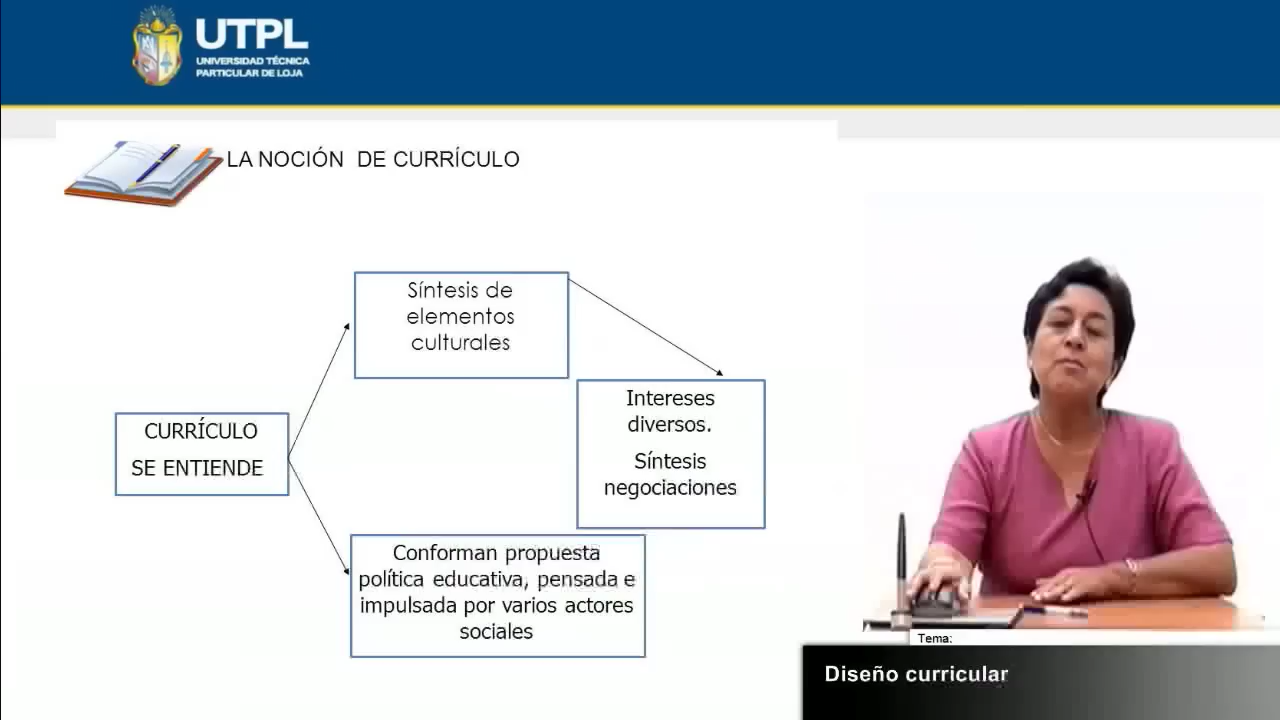 UTPL
UNIVERSIDAD TÉCNICA
PARTICULAR DE LOJA
LA NOCIÓN DE CURRÍCULO
Síntesis de
elementos
culturales
Intereses
diversos.
Síntesis
negociaciones
CURRÍCULO
SE ENTIENDE
Conforman propuesta
política educativa, pensada e
impulsada por varios actores
sociales
Tema:
Diseño curricular